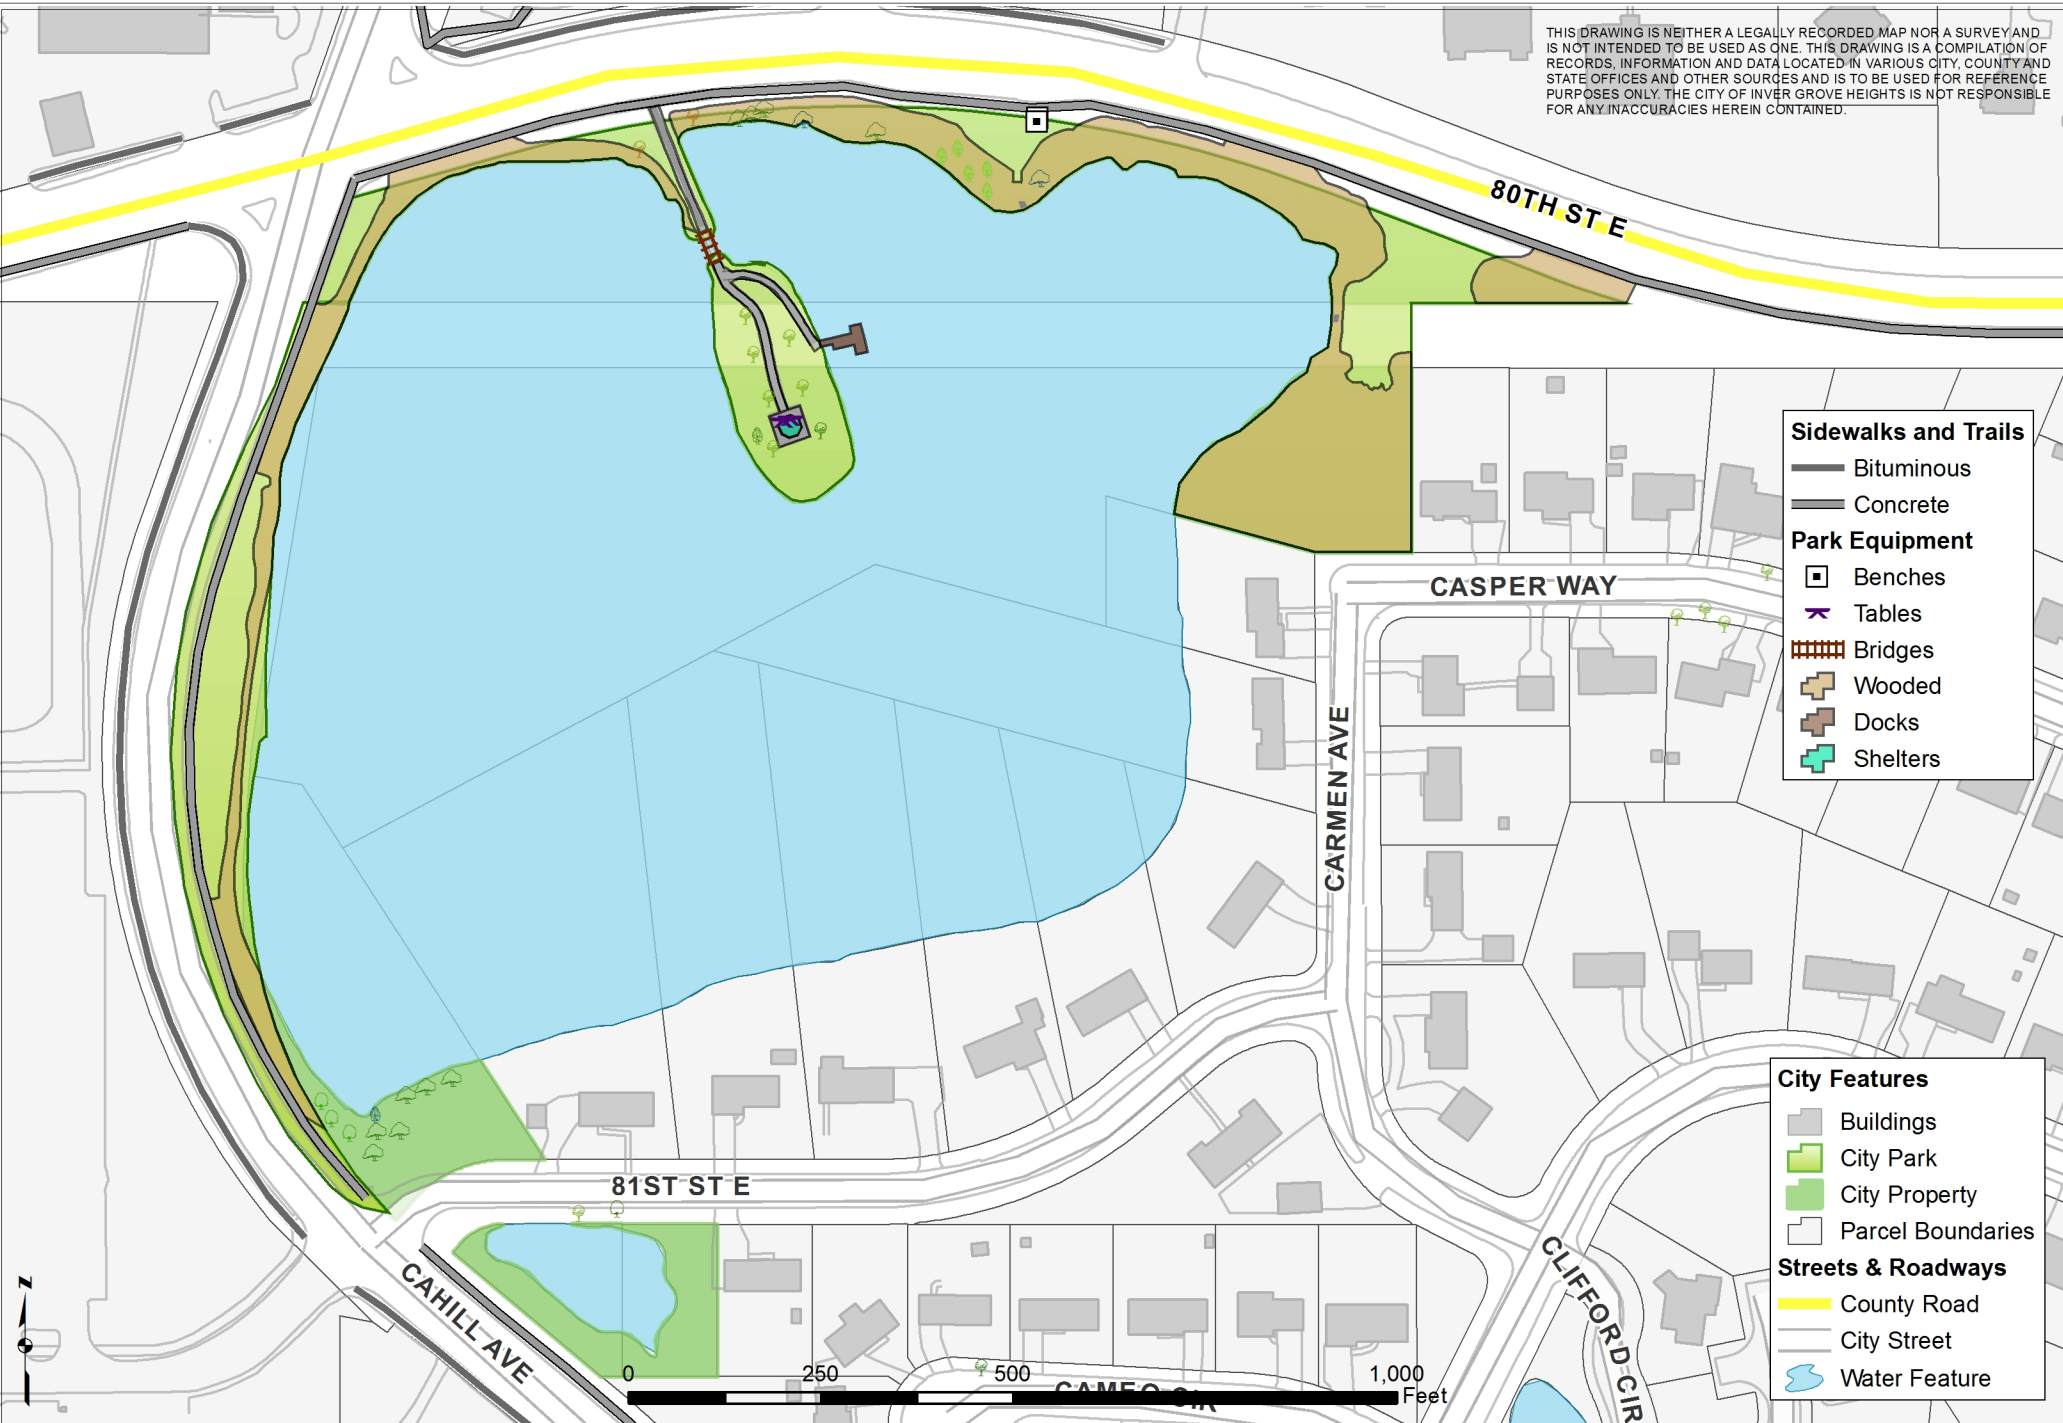 THIS DRAWING IS NEITHER A LEGALLY RECORDED MAP NOR A SURVEY AND
IS NOT INTENDED TO BE USED AS ONE. THIS DRAWING IS A COMPILATION OF
RECORDS, INFORMATION AND DATA LOCATED IN VARIOUS CITY, COUNTY AND
STATE OFFICES AND OTHER SOURCES AND IS TO BE USED FOR REFERENCE
PURPOSES ONLY. THE CITY OF INVER GROVE HEIGHTS IS NOT RESPONSIBLE
FOR ANY INACCURACIES HEREIN CONTAINED.
80TH ST E
Sidewalks and Trails
Bituminous
Concrete
Park Equipment
Benches
Tables
Bridges
Wooded
Docks
Shelters
CASPER WAY
CARMEN AVE
81ST ST E
CAHILL AVE
CLIFFORD CIR
CAMEO CIR
City Features
Buildings
City Park
City Property
Parcel Boundaries
Streets & Roadways
County Road
City Street
Water Feature
0 250 500 1,000
Feet
Z